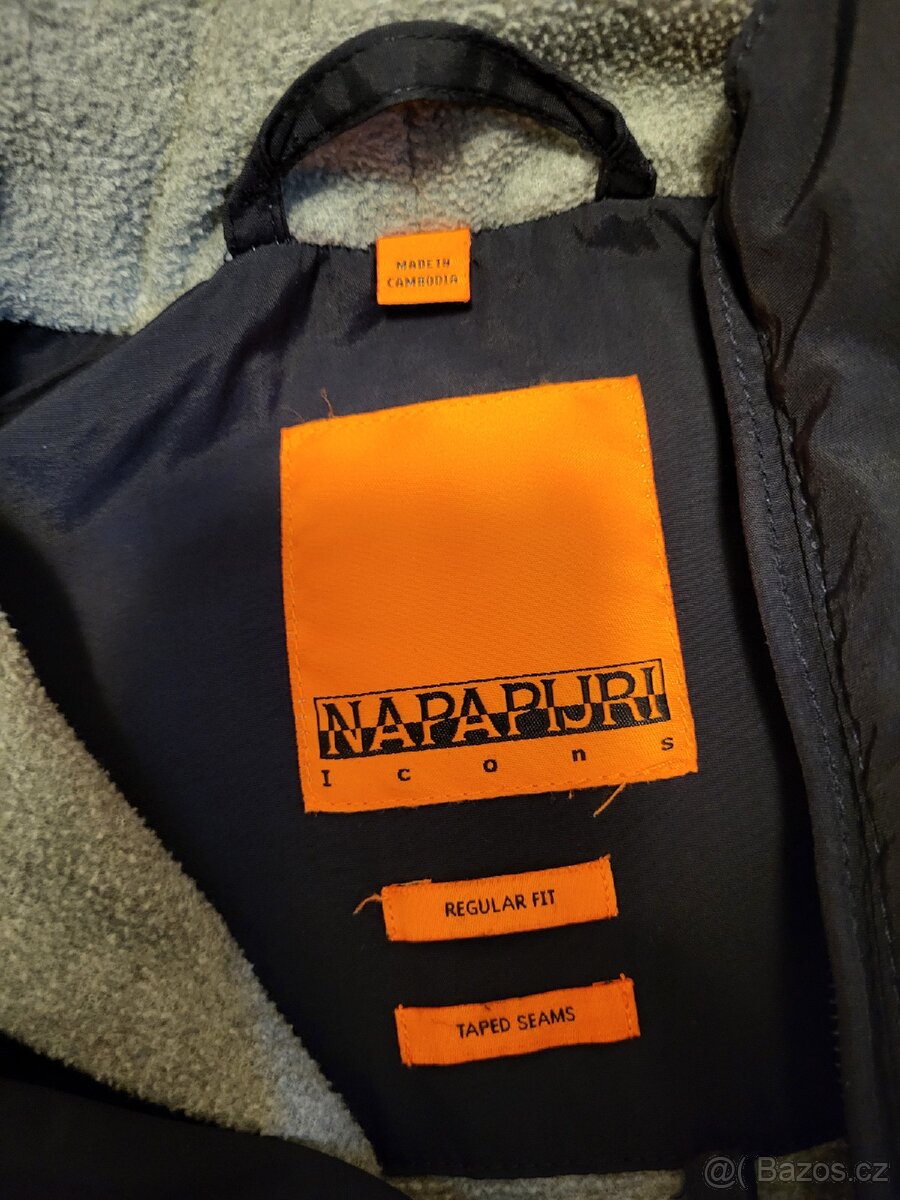 MADE IN
CAMBODIA
NAPAPIJRI
Icons
REGULAR FIT
TAPED SEAMS
@( Bazos.cz